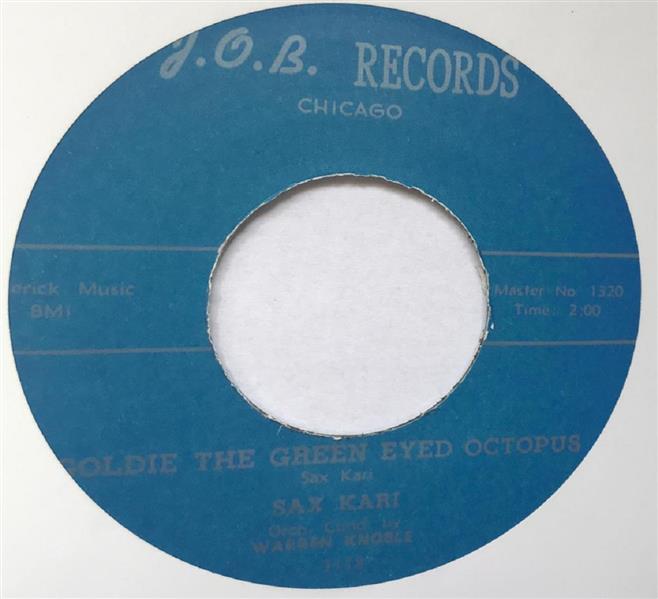 J.O.B. RECORDS
CHICAGO
erick Music
BMI
Master No 1320
Time: 2:00
GOLDIE THE GREEN EYED OCTOPUS
Sax Kari
SAX KARI
Orch. Cond. by
WARREN KNOBLE